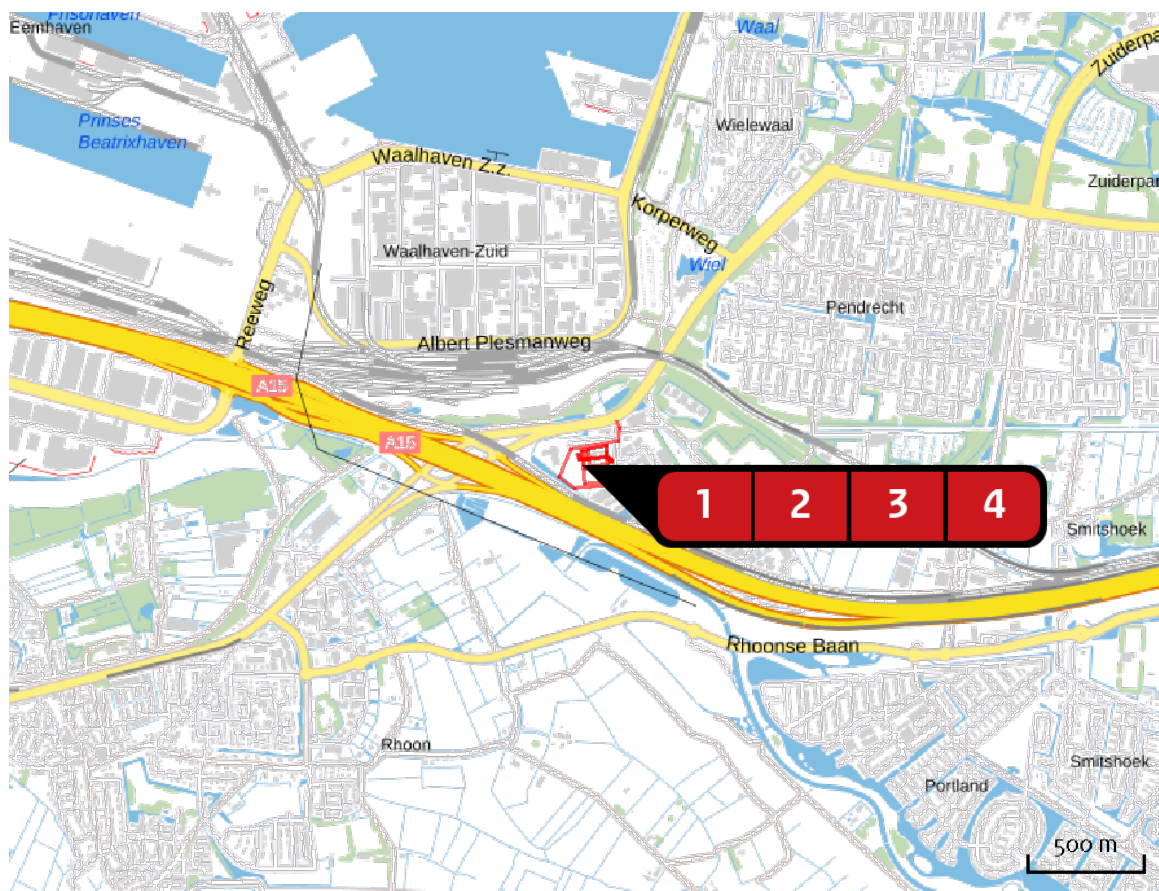 Frisohaven
Eemhaven
Waal
Zuiderpa
Prinses
Beatrixhaven
Wielewaal
Waalhaven Z.z.
Zuiderpar
Korperweg
Waalhaven-Zuid
Wiel
Reeweg
Pendrecht
Albert Plesmanweg
A15
A15
1 2 3 4
Smitshoek
Rhoonse Baan
Rhoon
Smitshoek
Portland
500 m